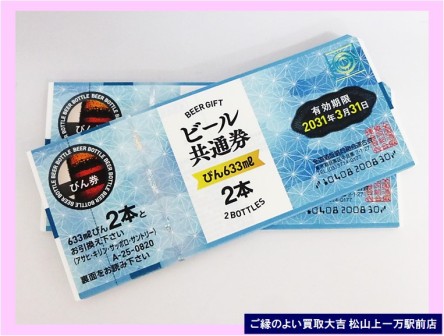 BEER GIFT
ビール
共通券
びん633mℓ
2本
2 BOTTLES
有効期限
2031年3月31日
BEER BOTTLE BEER BOTTLE
びん券
633mℓびん2本と
お引換え下さい
(アサヒ・キリン・サッポロ・サントリー)
A-25-0820
裏面をお読み下さい
ご縁のよい買取大吉 松山上一万駅前店